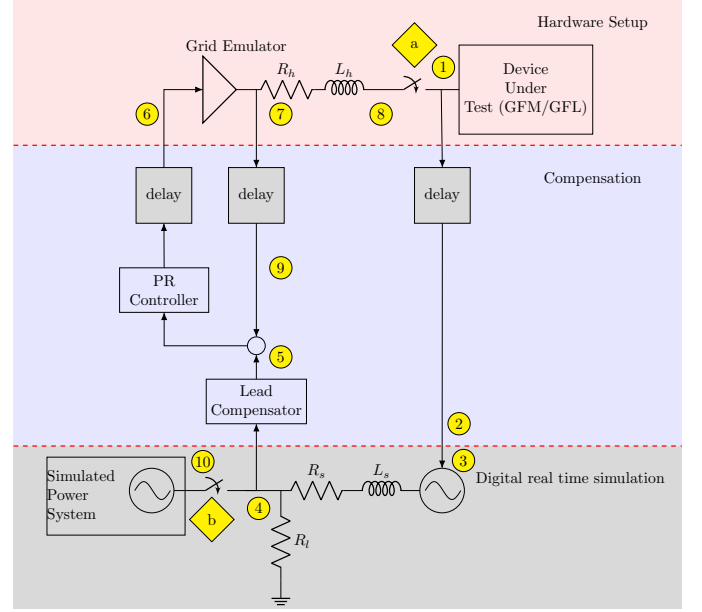 Hardware Setup
Grid Emulator
a
R_h
L_h
1
Device
Under
Test (GFM/GFL)
6
7
8
Compensation
delay
delay
delay
9
PR
Controller
5
Lead
Compensator
2
10
3
Simulated
Power
System
R_s
L_s
Digital real time simulation
4
b
R_l